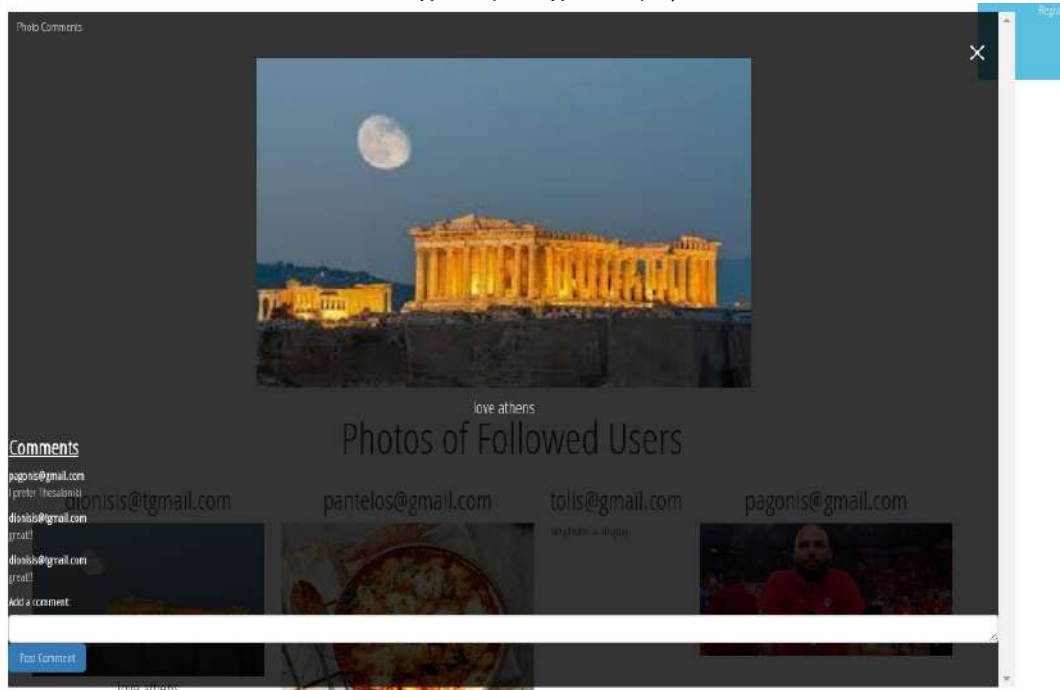 Photo Comments
love athens
Photos of Followed Users
Comments
pagonis@gmail.com
I prefer Thesaloniki
dionisis@tgmail.com
great!!
dionisis@tgmail.com
great!!
Add a comment:
Post Comment
dionisis@tgmail.com
pantelos@gmail.com
tolis@gmail.com
pagonis@gmail.com
love athens